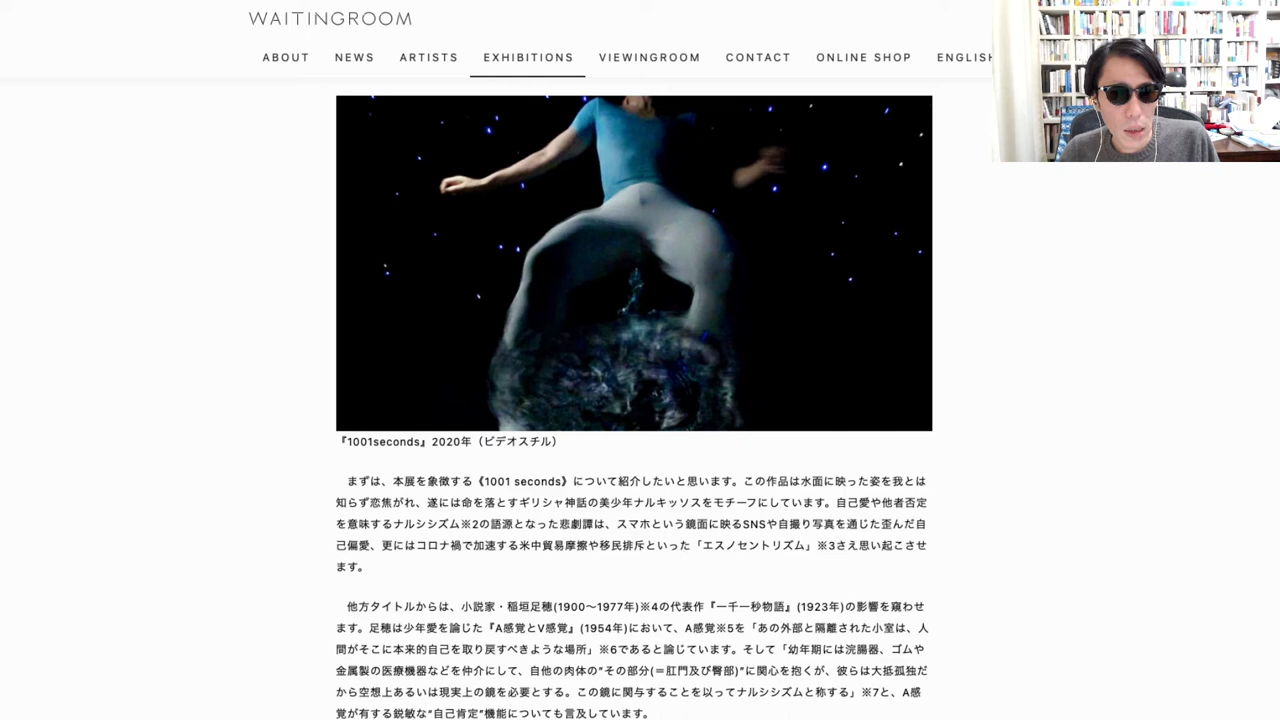 WAITINGROOM
ABOUT NEWS ARTISTS EXHIBITIONS VIEWINGROOM CONTACT ONLINE SHOP ENGLISH
『1001seconds』2020年（ビデオスチル）
まずは、本展を象徴する《1001 seconds》について紹介したいと思います。この作品は水面に映った姿を我とは
知らず恋焦がれ、遂には命を落とすギリシャ神話の美少年ナルキッソスをモチーフにしています。自己愛や他者否定
を意味するナルシシズム※2の語源となった悲劇譚は、スマホという鏡面に映るSNSや自撮り写真を通じた歪んだ自
己偏愛、更にはコロナ禍で加速する米中貿易摩擦や移民排斥といった「エスノセントリズム」※3さえ思い起こさせ
ます。
他方タイトルからは、小説家・稲垣足穂(1900〜1977年)※4の代表作『一千一秒物語』(1923年)の影響を窺わせ
ます。足穂は少年愛を論じた『A感覚とV感覚』(1954年)において、A感覚※5を「あの外部と隔離された小室は、人
間がそこに本来的自己を取り戻すべきような場所」※6であると論じています。そして「幼年期には浣腸器、ゴムや
金属製の医療機器などを仲介にして、自他の肉体の"その部分(＝肛門及び臀部)"に関心を抱くが、彼らは大抵孤独だ
から空想上あるいは現実上の鏡を必要とする。この鏡に関与することを以ってナルシシズムと称する」※7と、A感
覚が有する鋭敏な"自己肯定"機能についても言及しています。